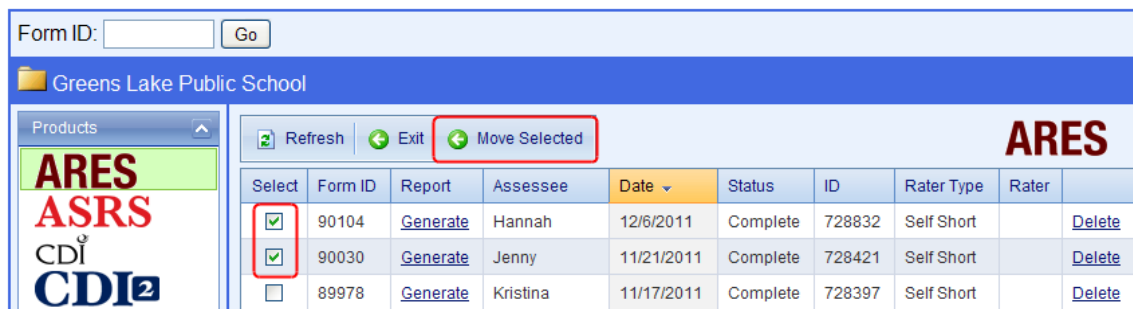 Form ID: Go
Greens Lake Public School
Products
ARES
ASRS
CDI
CDI2
Refresh Exit Move Selected ARES
Select Form ID Report Assessee Date Status ID Rater Type Rater
90104 Generate Hannah 12/6/2011 Complete 728832 Self Short Delete
90030 Generate Jenny 11/21/2011 Complete 728421 Self Short Delete
89978 Generate Kristina 11/17/2011 Complete 728397 Self Short Delete